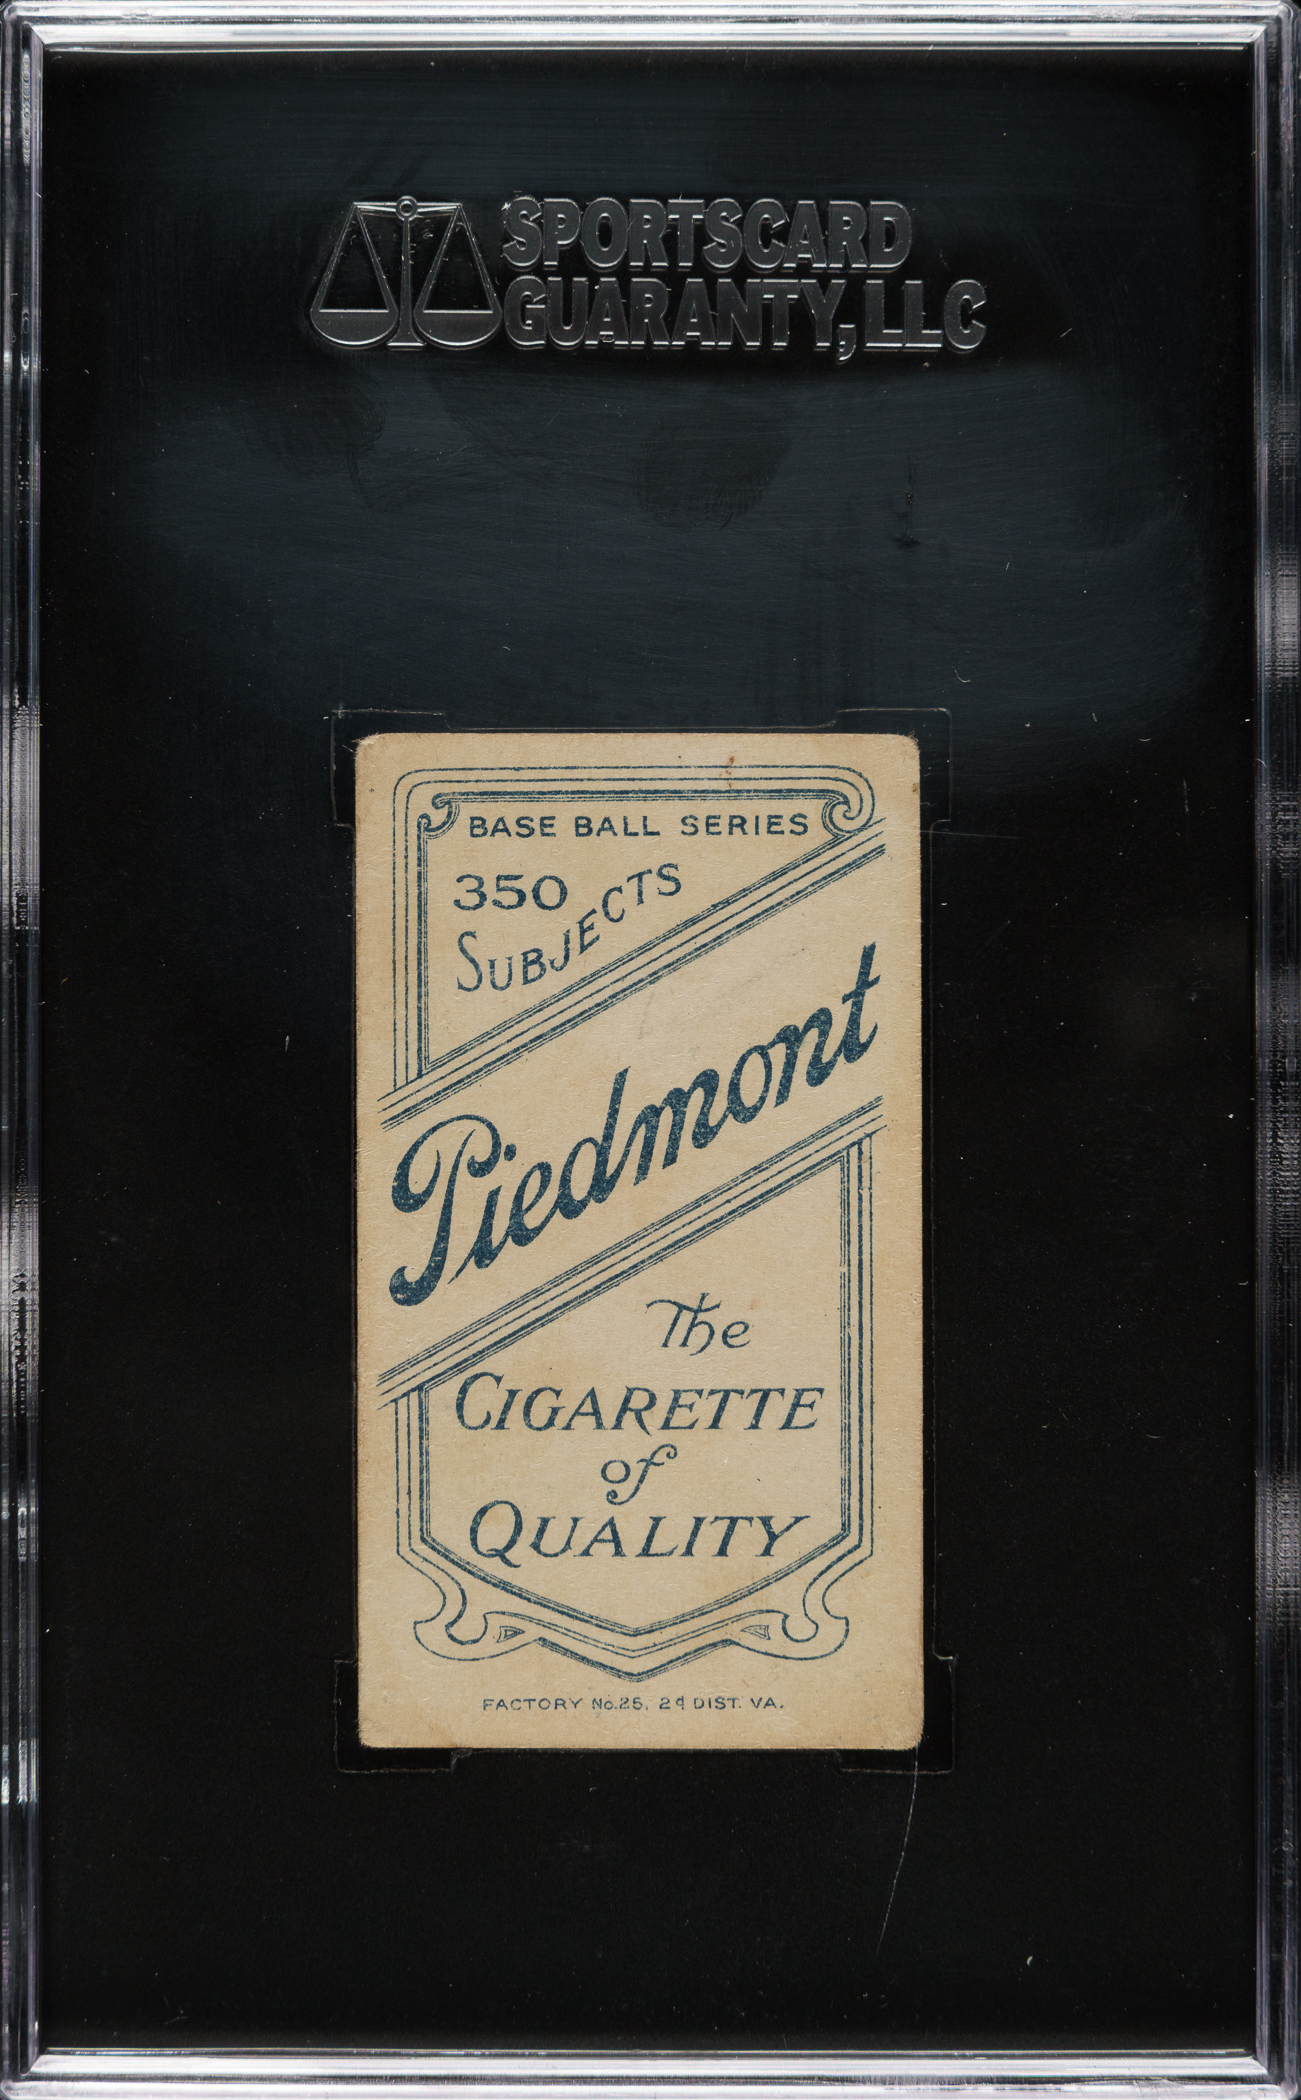 SPORTSCARD
GUARANTY, LLC
BASE BALL SERIES
350
SUBJECTS
Piedmont
The
CIGARETTE
of
QUALITY
FACTORY No. 25, 2d DIST. VA.